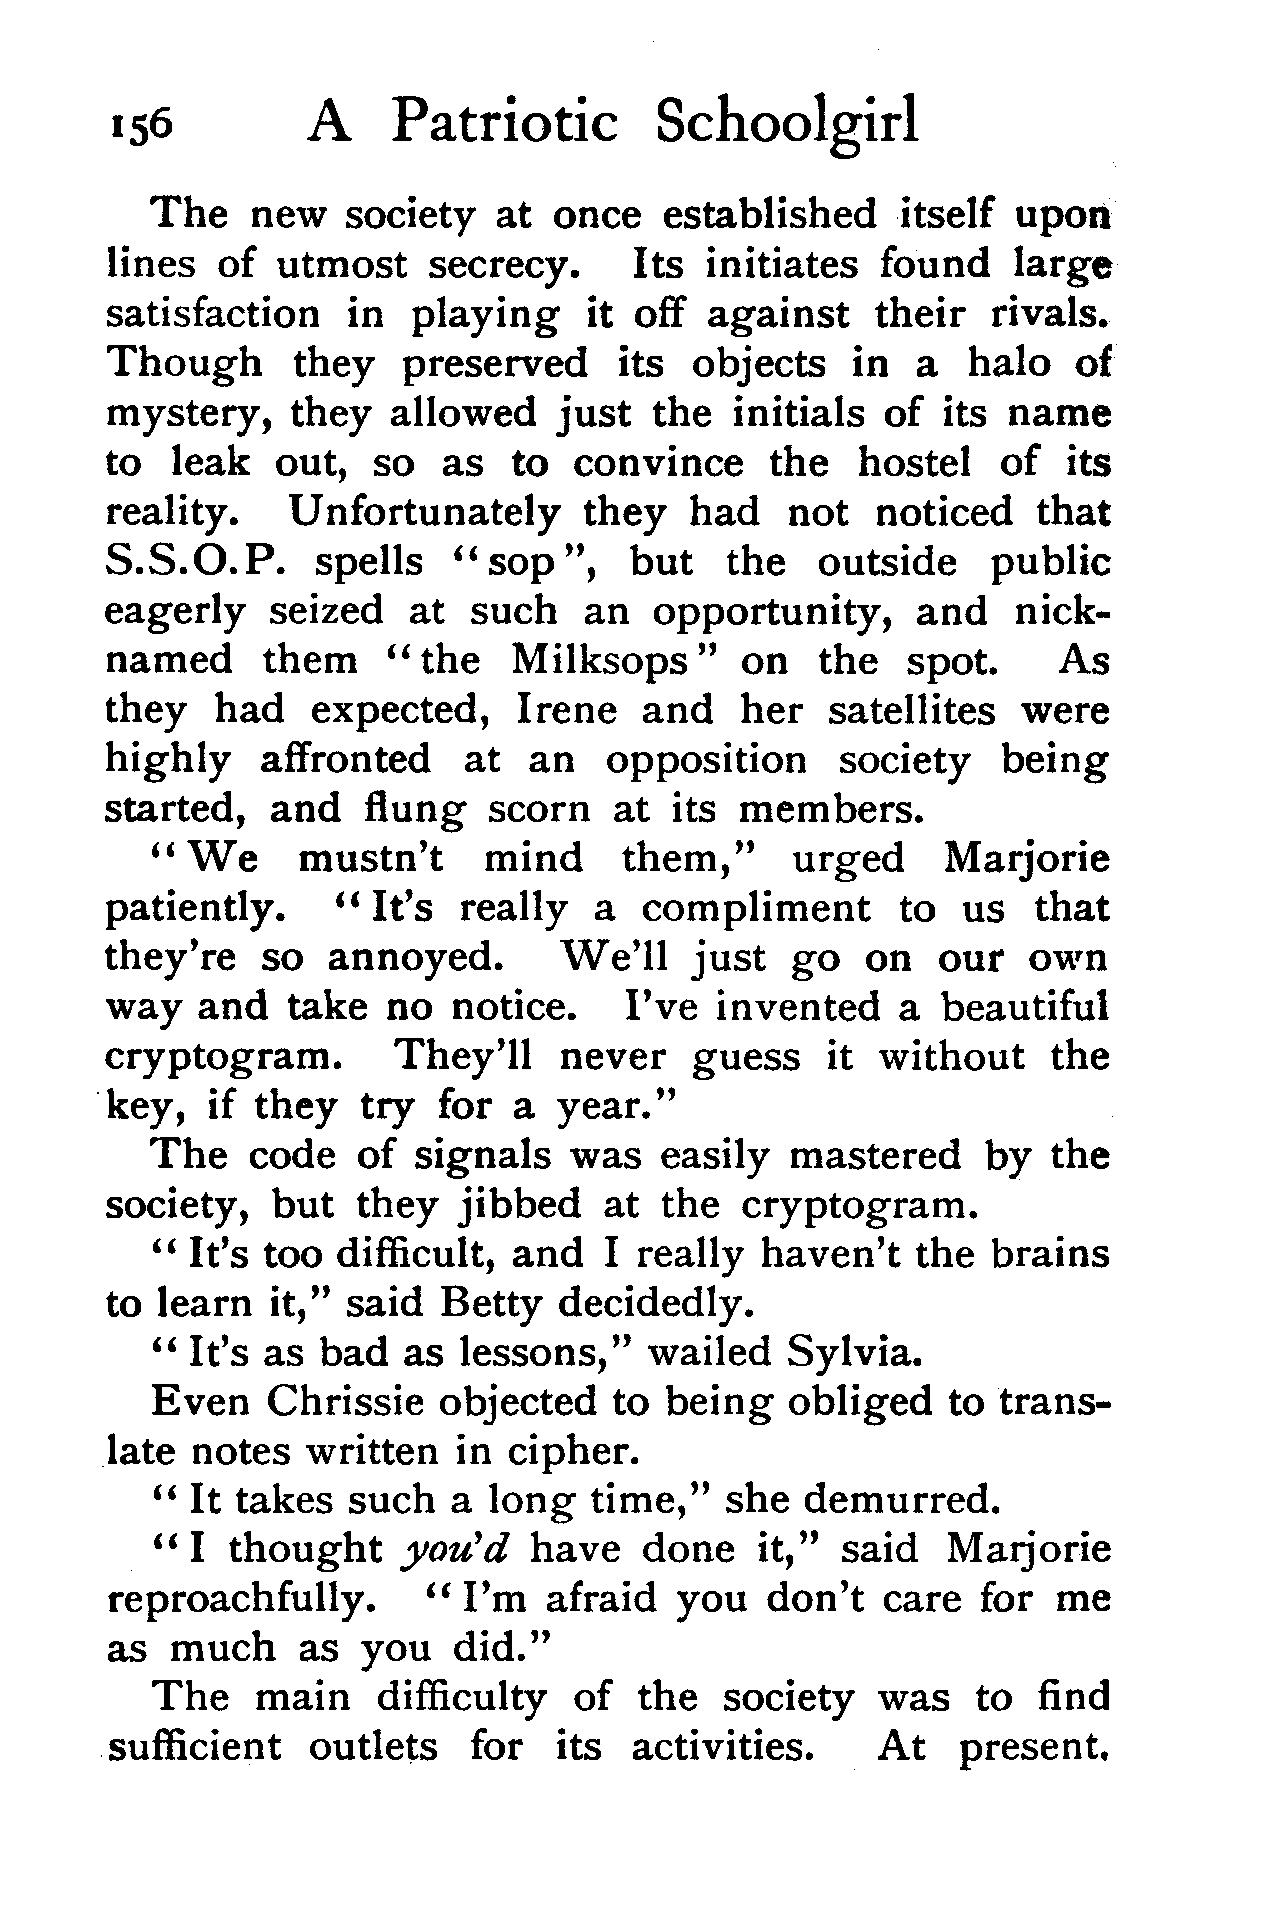 156 A Patriotic Schoolgirl
The new society at once established itself upon
lines of utmost secrecy. Its initiates found large
satisfaction in playing it off against their rivals.
Though they preserved its objects in a halo of
mystery, they allowed just the initials of its name
to leak out, so as to convince the hostel of its
reality. Unfortunately they had not noticed that
S.S.O.P. spells “sop”, but the outside public
eagerly seized at such an opportunity, and nick-
named them “the Milksops” on the spot. As
they had expected, Irene and her satellites were
highly affronted at an opposition society being
started, and flung scorn at its members.
“We mustn't mind them,” urged Marjorie
patiently. “It's really a compliment to us that
they're so annoyed. We'll just go on our own
way and take no notice. I've invented a beautiful
cryptogram. They'll never guess it without the
key, if they try for a year.”
The code of signals was easily mastered by the
society, but they jibbed at the cryptogram.
“It's too difficult, and I really haven't the brains
to learn it,” said Betty decidedly.
“It's as bad as lessons,” wailed Sylvia.
Even Chrissie objected to being obliged to trans-
late notes written in cipher.
“It takes such a long time,” she demurred.
“I thought you'd have done it,” said Marjorie
reproachfully. “I'm afraid you don't care for me
as much as you did.”
The main difficulty of the society was to find
sufficient outlets for its activities. At present,